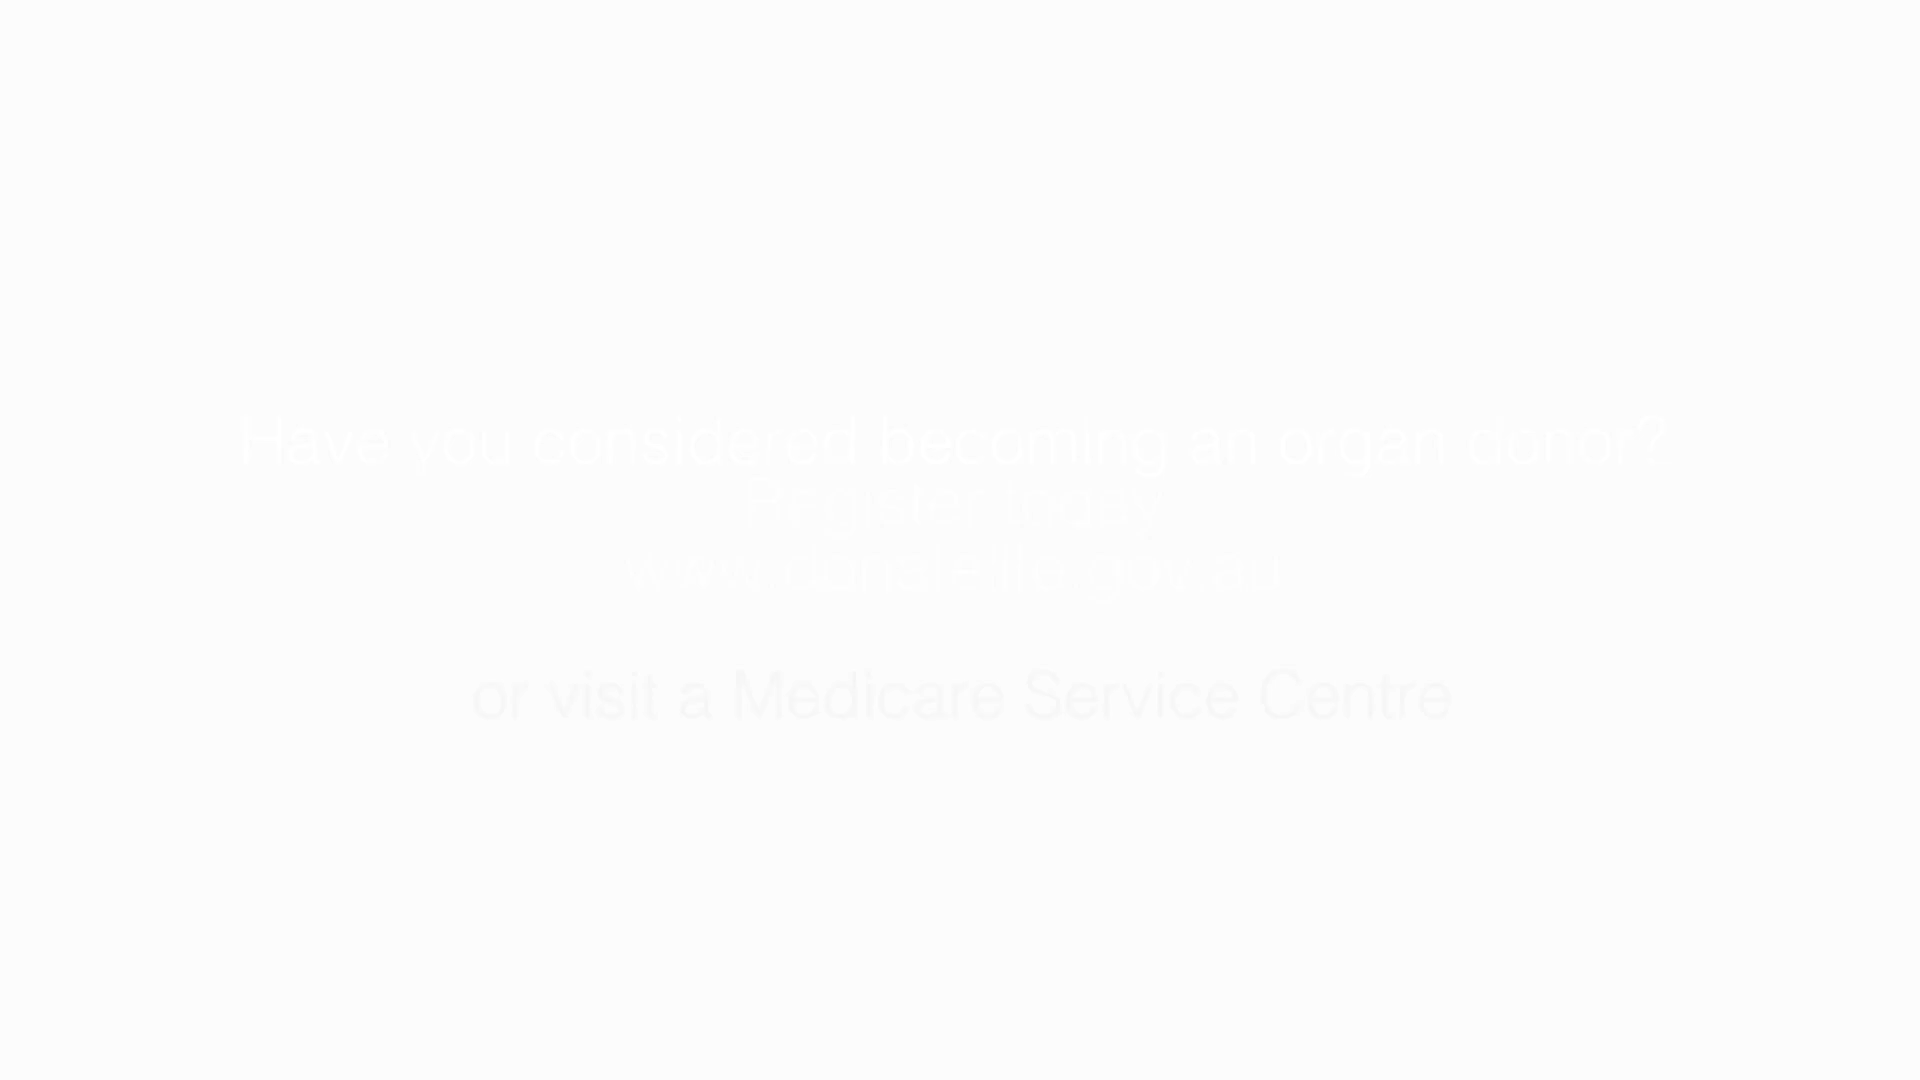 Have you considered becoming an organ donor?
Register today
www.donatelife.gov.au
or visit a Medicare Service Centre